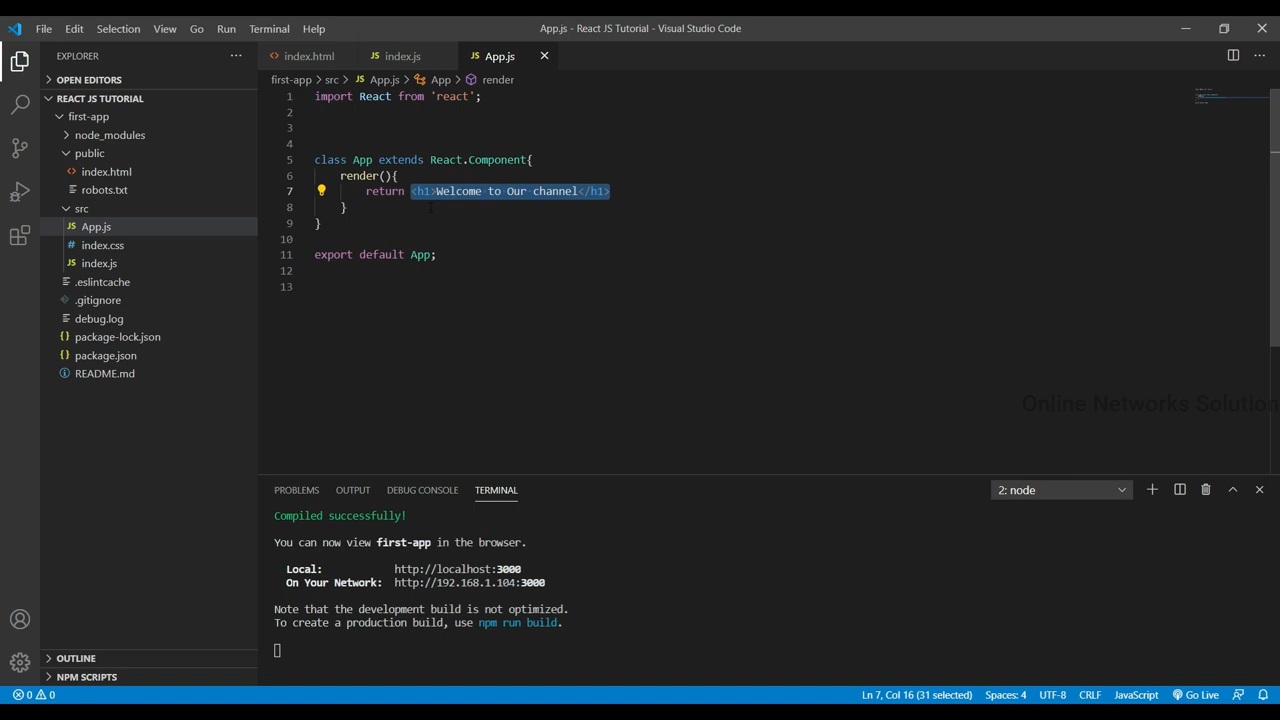 File Edit Selection View Go Run Terminal Help
App.js - React JS Tutorial - Visual Studio Code
EXPLORER
OPEN EDITORS
REACT JS TUTORIAL
first-app
node_modules
public
index.html
robots.txt
src
JS App.js
# index.css
JS index.js
.eslintcache
.gitignore
debug.log
{} package-lock.json
{} package.json
README.md
OUTLINE
NPM SCRIPTS
index.html JS index.js JS App.js
first-app > src > JS App.js > App > render
1 import React from 'react';
2
3
4
5 class App extends React.Component{
6 render(){
7 return <h1>Welcome to Our channel</h1>
8 }
9 }
10
11 export default App;
12
13
Online Networks Solution
PROBLEMS OUTPUT DEBUG CONSOLE TERMINAL
2: node
Compiled successfully!
You can now view first-app in the browser.
Local: http://localhost:3000
On Your Network: http://192.168.1.104:3000
Note that the development build is not optimized.
To create a production build, use npm run build.
0 0
Ln 7, Col 16 (31 selected) Spaces: 4 UTF-8 CRLF JavaScript Go Live